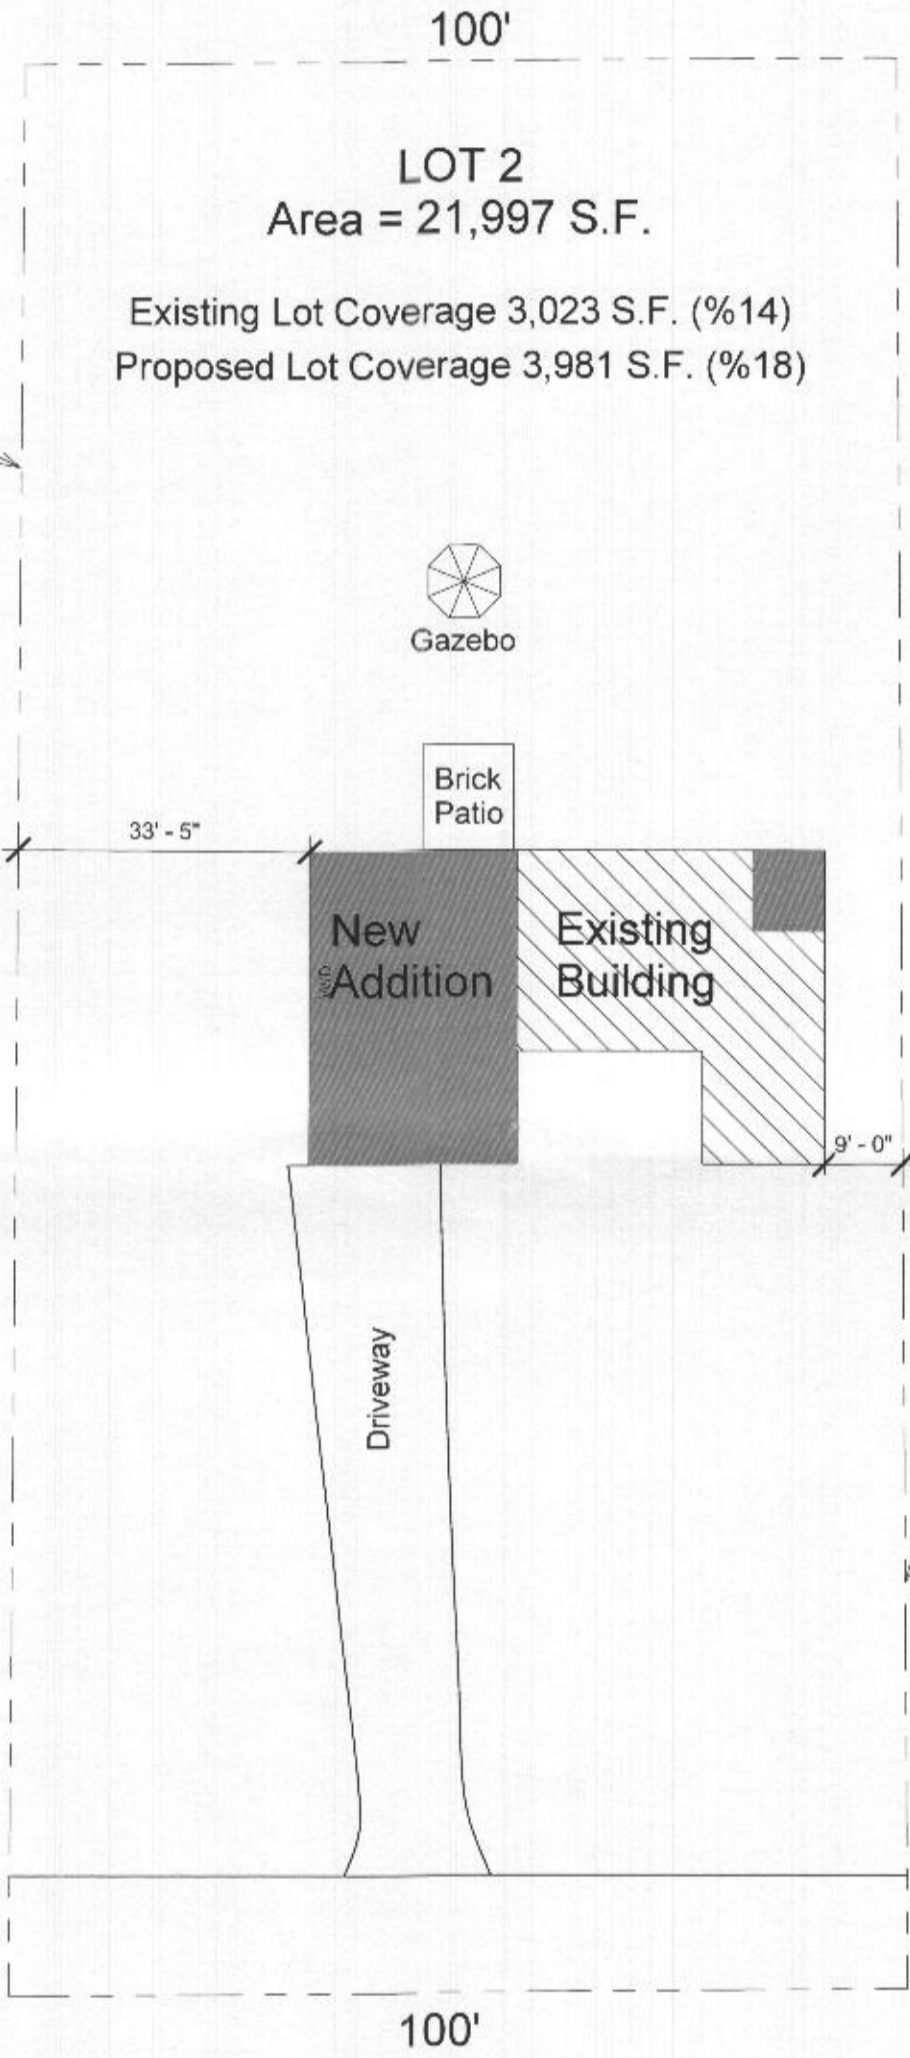 100'
LOT 2
Area = 21,997 S.F.
Existing Lot Coverage 3,023 S.F. (%14)
Proposed Lot Coverage 3,981 S.F. (%18)
Gazebo
Brick
Patio
33' - 5"
New
Addition
Existing
Building
9' - 0"
Driveway
100'